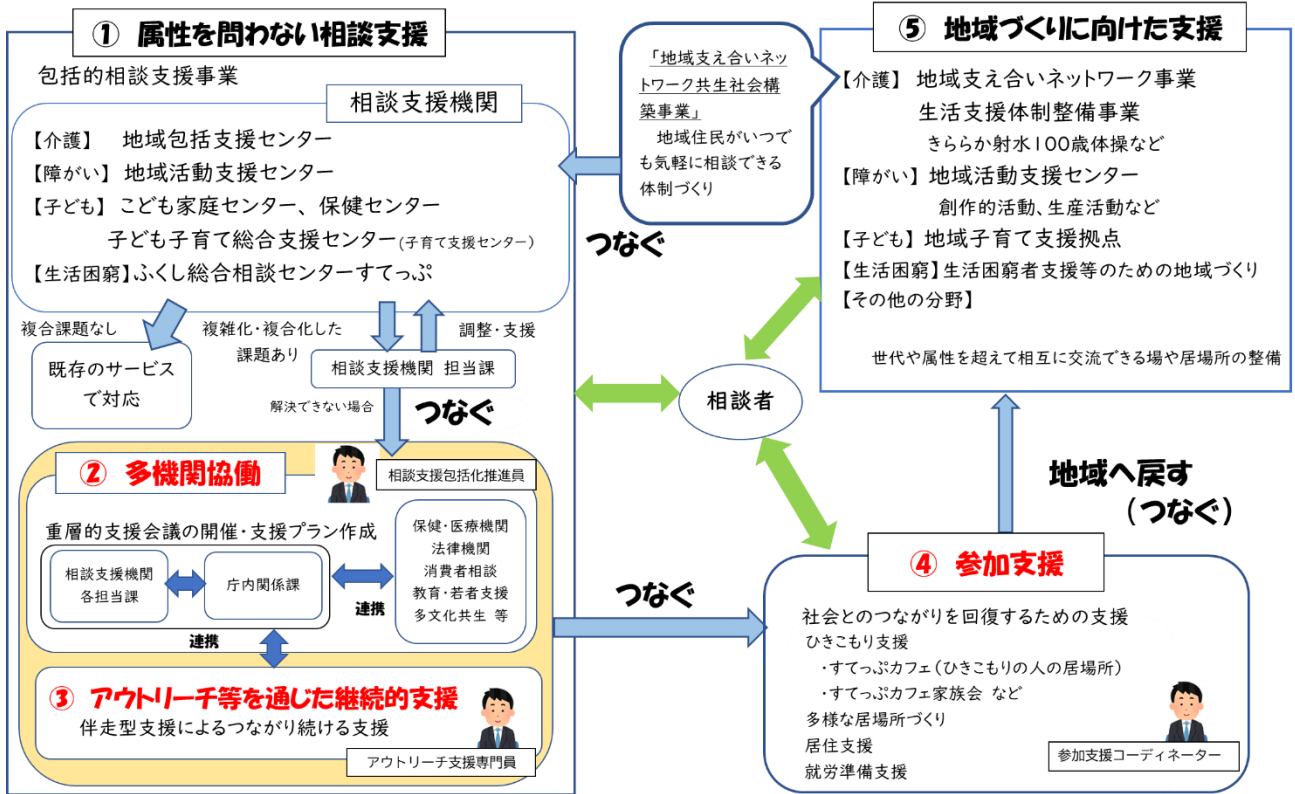 ① 属性を問わない相談支援
包括的相談支援事業
相談支援機関
【介護】 地域包括支援センター
【障がい】 地域活動支援センター
【子ども】 こども家庭センター、保健センター
子ども子育て総合支援センター(子育て支援センター)
【生活困窮】ふくし総合相談センターすてっぷ
複合課題なし
既存のサービス
で対応
複雑化・複合化した
課題あり
調整・支援
相談支援機関 担当課
解決できない場合
つなぐ
② 多機関協働
相談支援包括化推進員
重層的支援会議の開催・支援プラン作成
相談支援機関
各担当課
庁内関係課
連携
連携
保健・医療機関
法律機関
消費者相談
教育・若者支援
多文化共生 等
③ アウトリーチ等を通じた継続的支援
伴走型支援によるつながり続ける支援
アウトリーチ支援専門員
「地域支え合いネッ
トワーク共生社会構
築事業」
地域住民がいつで
も気軽に相談できる
体制づくり
つなぐ
相談者
つなぐ
⑤ 地域づくりに向けた支援
【介護】 地域支え合いネットワーク事業
生活支援体制整備事業
きららか射水100歳体操など
【障がい】 地域活動支援センター
創作的活動、生産活動など
【子ども】 地域子育て支援拠点
【生活困窮】生活困窮者支援等のための地域づくり
【その他の分野】
世代や属性を超えて相互に交流できる場や居場所の整備
地域へ戻す
(つなぐ)
④ 参加支援
社会とのつながりを回復するための支援
ひきこもり支援
・すてっぷカフェ(ひきこもりの人の居場所)
・すてっぷカフェ家族会 など
多様な居場所づくり
居住支援
就労準備支援
参加支援コーディネーター